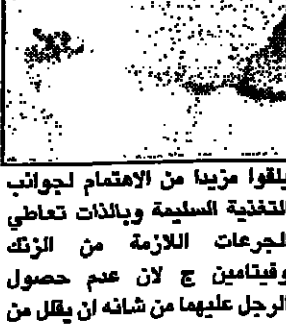 يلقوا مزيدا من الاهتمام لجوانب
التغذية السليمة وبالذات تعاطي
الجرعات اللازمة من الزنك
وفيتامين ج لان عدم حصول
الرجل عليهما من شانه ان يقلل من